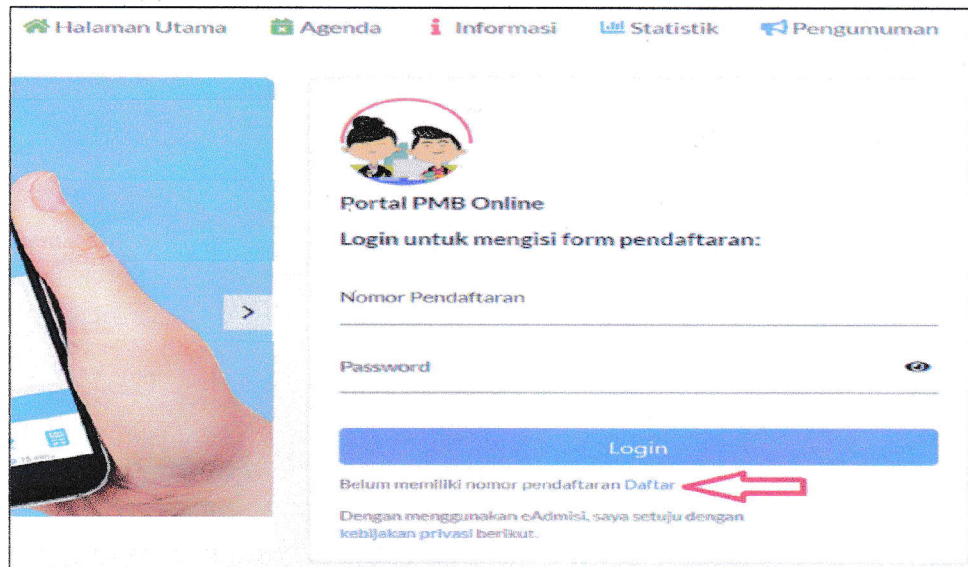 Halaman Utama Agenda Informasi Statistik Pengumuman
Portal PMB Online
Login untuk mengisi form pendaftaran:
Nomor Pendaftaran
>
Password
Login
Belum memiliki nomor pendaftaran Daftar
Dengan menggunakan eAdmisi, saya setuju dengan
kebijakan privasi berikut.